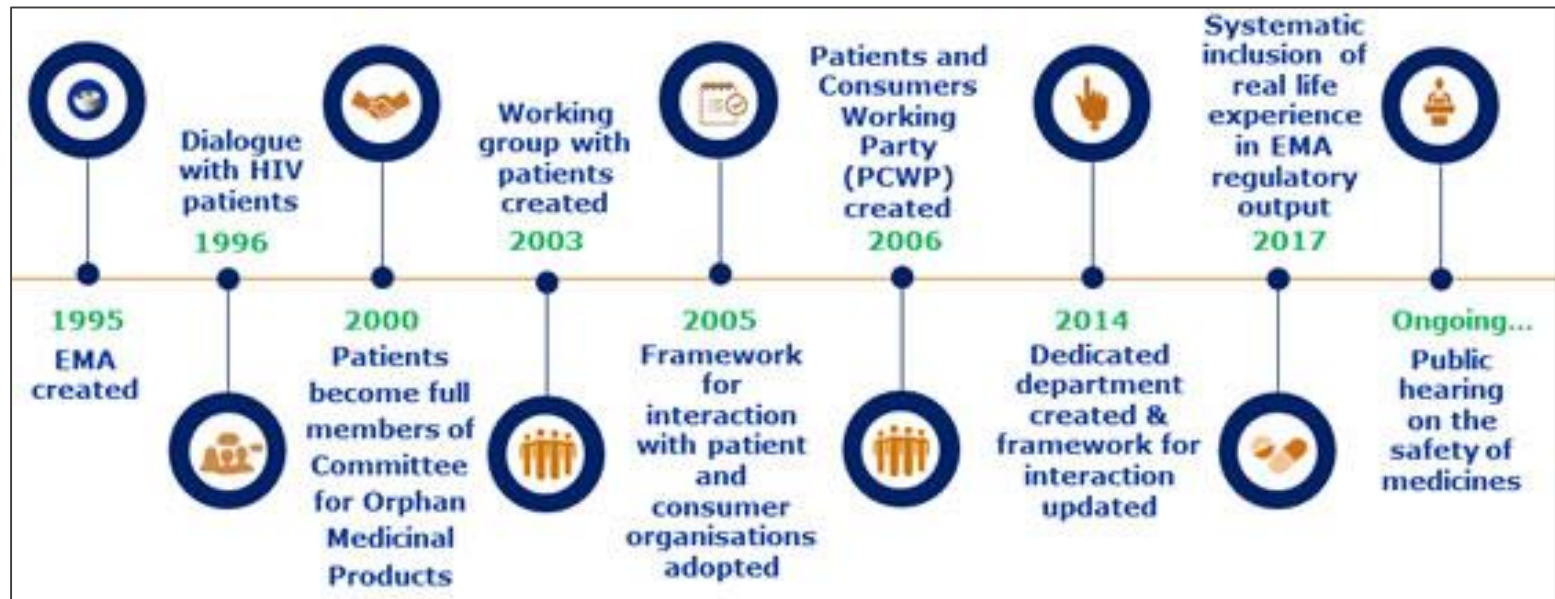 1995
EMA
created
Dialogue
with HIV
patients
1996
2000
Patients
become full
members of
Committee
for Orphan
Medicinal
Products
Working
group with
patients
created
2003
2005
Framework
for
interaction
with patient
and
consumer
organisations
adopted
Patients and
Consumers
Working
Party
(PCWP)
created
2006
2014
Dedicated
department
created &
framework for
interaction
updated
Systematic
inclusion of
real life
experience
in EMA
regulatory
output
2017
Ongoing...
Public
hearing
on the
safety of
medicines